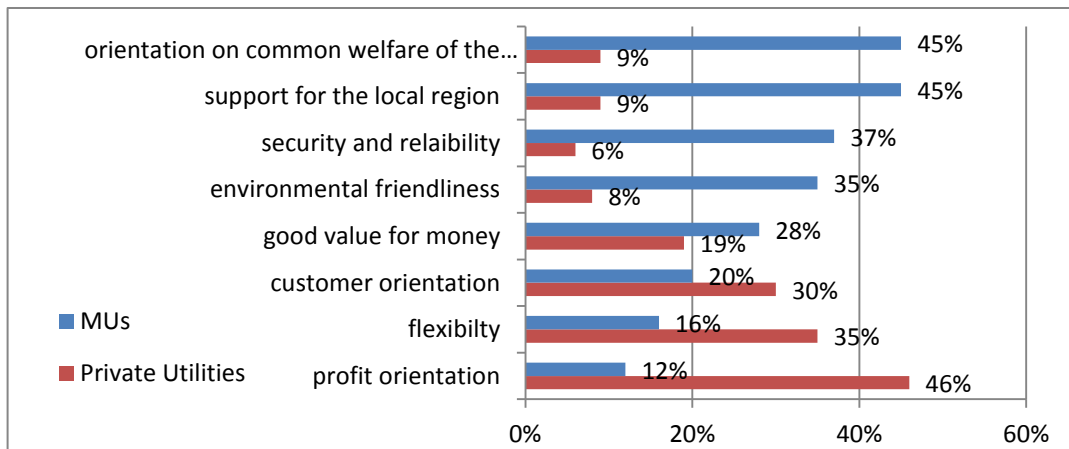 orientation on common welfare of the…
45%
9%
support for the local region
45%
9%
security and relaibility
37%
6%
environmental friendliness
35%
8%
good value for money
28%
19%
customer orientation
20%
30%
MUs
flexibilty
16%
35%
Private Utilities
profit orientation
12%
46%
0%
20%
40%
60%